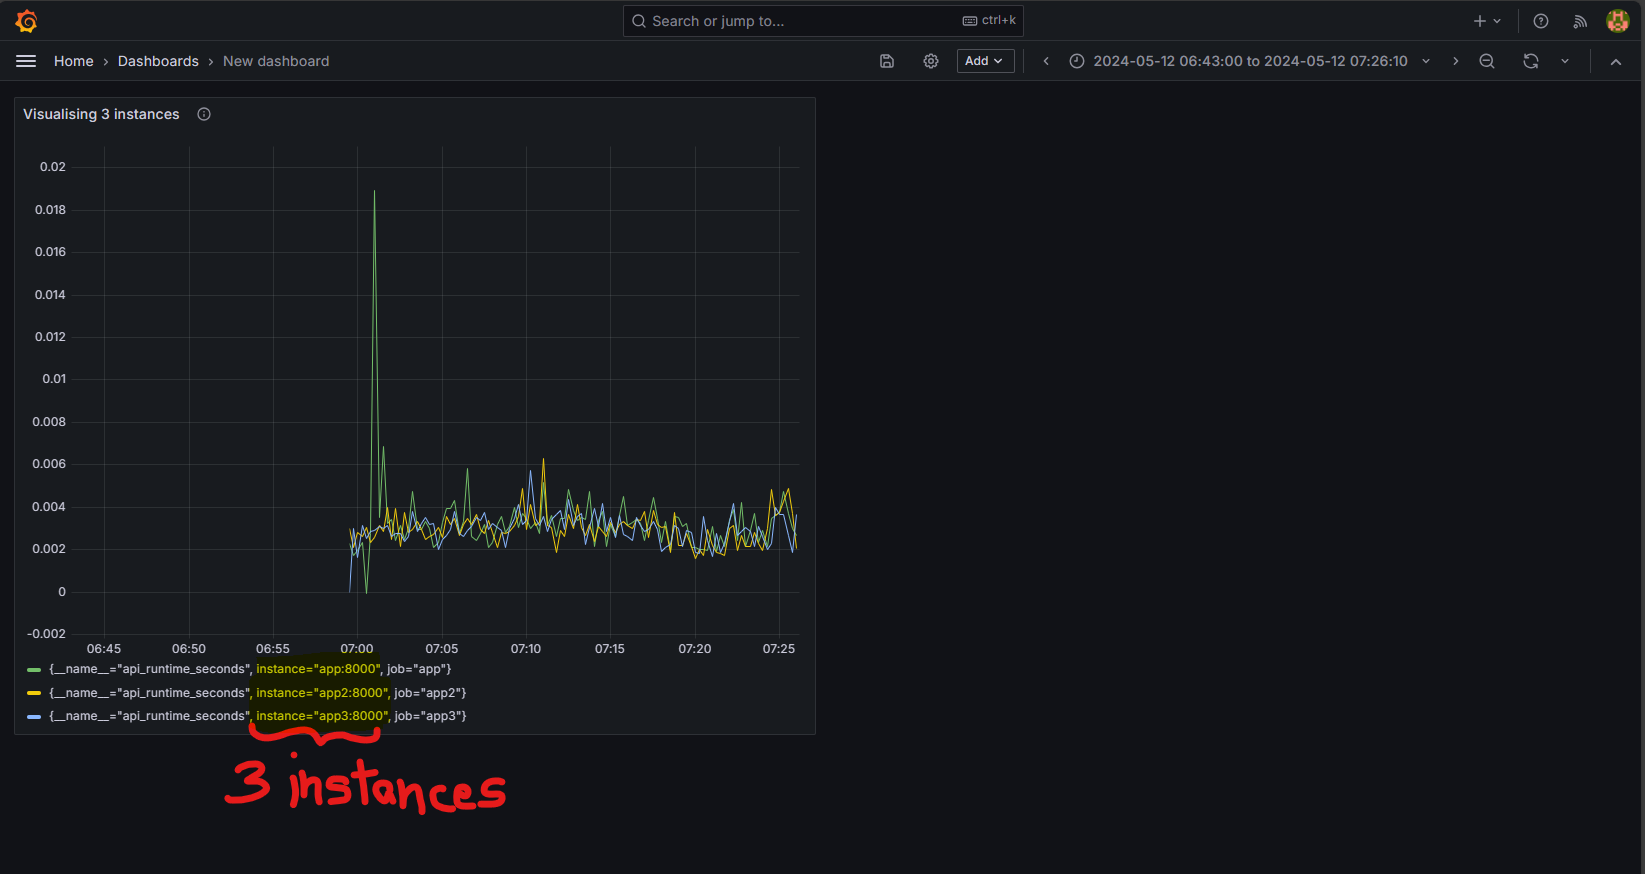 Search or jump to...
ctrl+k
Home › Dashboards › New dashboard
Add
2024-05-12 06:43:00 to 2024-05-12 07:26:10
Visualising 3 instances
0.02
0.018
0.016
0.014
0.012
0.01
0.008
0.006
0.004
0.002
0
-0.002
06:45 06:50 06:55 07:00 07:05 07:10 07:15 07:20 07:25
{__name__="api_runtime_seconds", instance="app:8000", job="app"}
{__name__="api_runtime_seconds", instance="app2:8000", job="app2"}
{__name__="api_runtime_seconds", instance="app3:8000", job="app3"}
3 instances